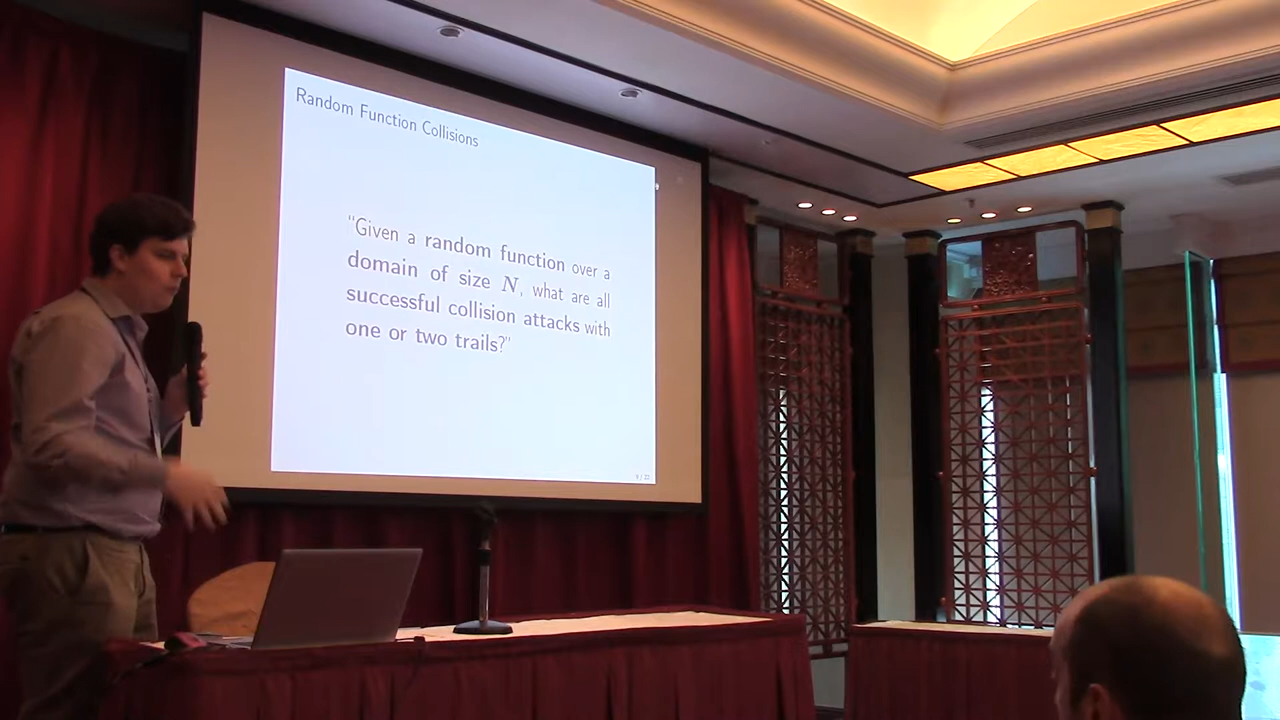 Random Function Collisions
"Given a random function over a
domain of size N, what are all
successful collision attacks with
one or two trails?"